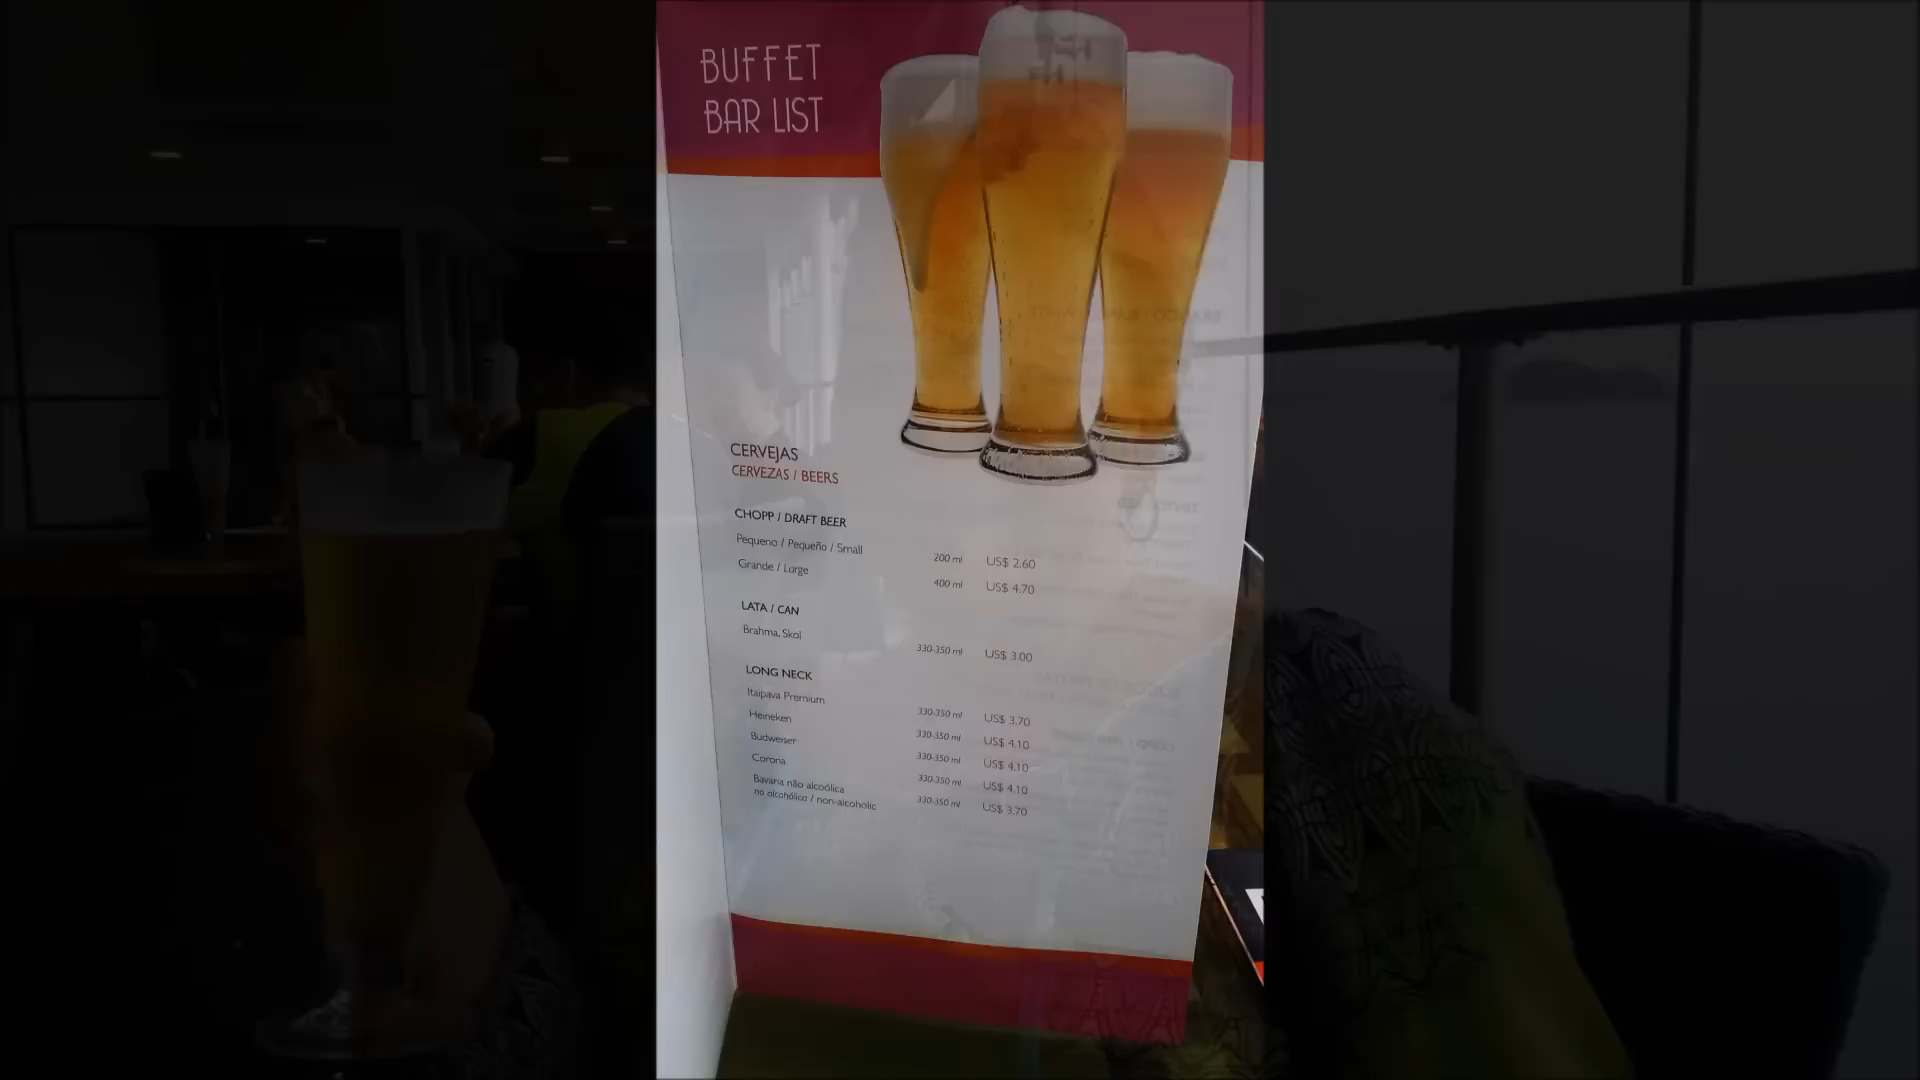 BUFFET
BAR LIST
CERVEJAS
CERVEZAS / BEERS
CHOPP / DRAFT BEER
Pequeno / Pequeño / Small 200 ml US$ 2.60
Grande / Large 400 ml US$ 4.70
LATA / CAN
Brahma, Skol 330-350 ml US$ 3.00
LONG NECK
Itaipava Premium 330-350 ml US$ 3.70
Heineken 330-350 ml US$ 4.10
Budweiser 330-350 ml US$ 4.10
Corona 330-350 ml US$ 4.10
Bavaria não alcoólica 330-350 ml US$ 3.70
no alcohólica / non-alcoholic